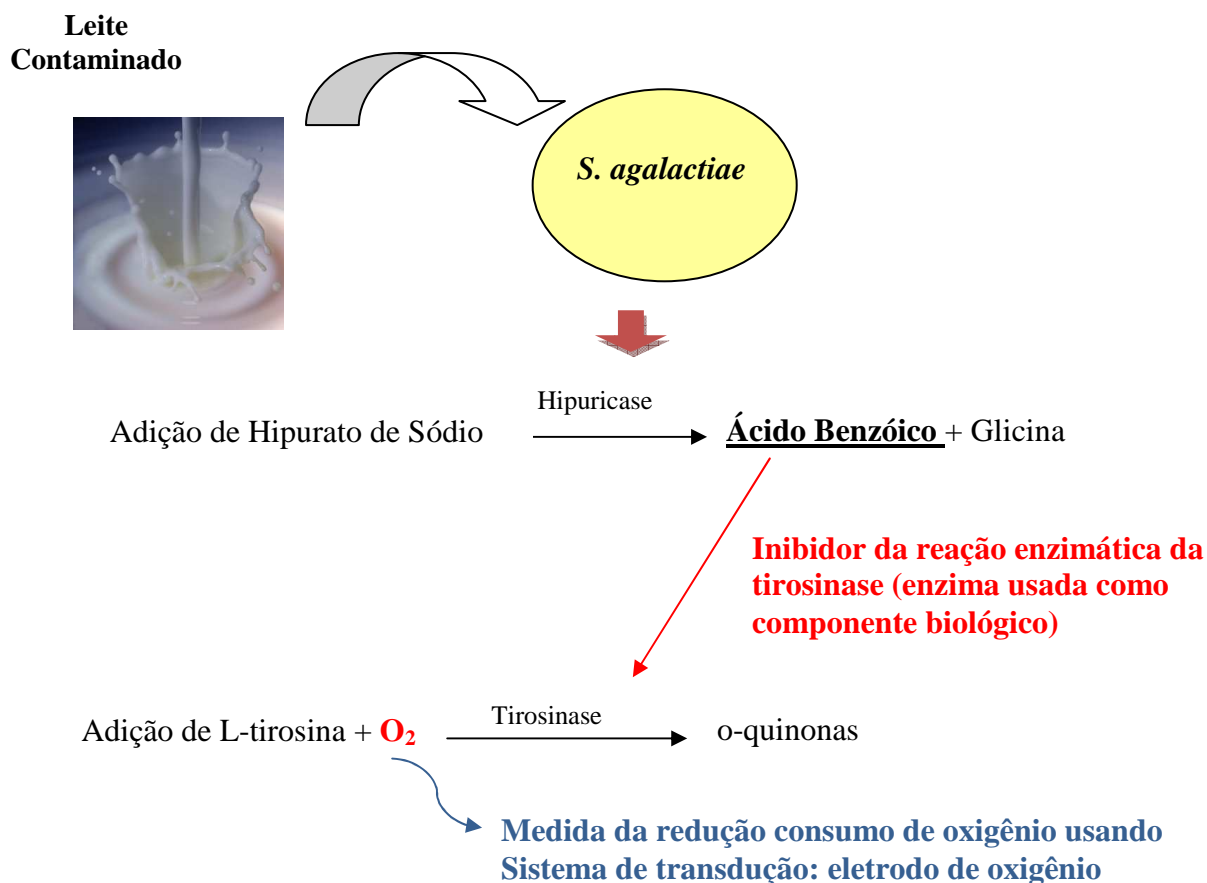 Leite
Contaminado
S. agalactiae
Hipuricase
Adição de Hipurato de Sódio
Ácido Benzóico + Glicina
Inibidor da reação enzimática da
tirosinase (enzima usada como
componente biológico)
Tirosinase
Adição de L-tirosina + O₂
o-quinonas
Medida da redução consumo de oxigênio usando
Sistema de transdução: eletrodo de oxigênio